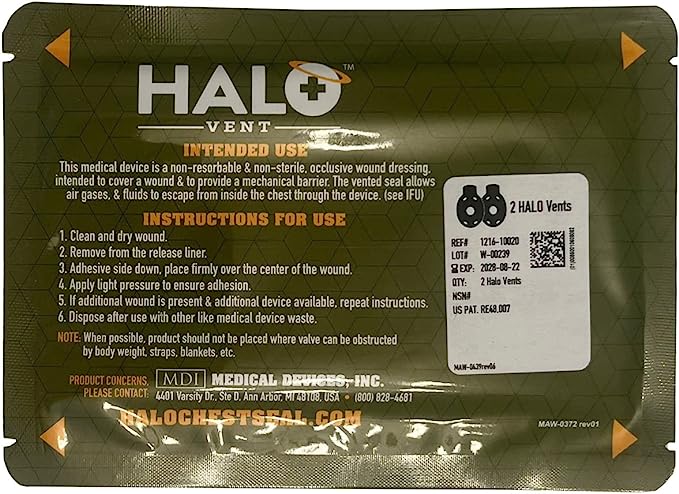 HALO™
VENT
INTENDED USE
This medical device is a non-resorbable & non-sterile, occlusive wound dressing,
intended to cover a wound & to provide a mechanical barrier. The vented seal allows
air gases, & fluids to escape from inside the chest through the device. (see IFU)
INSTRUCTIONS FOR USE
1. Clean and dry wound.
2. Remove from the release liner.
3. Adhesive side down, place firmly over the center of the wound.
4. Apply light pressure to ensure adhesion.
5. If additional wound is present & additional device available, repeat instructions.
6. Dispose after use with other like medical device waste.
NOTE: When possible, product should not be placed where valve can be obstructed
by body weight, straps, blankets, etc.
PRODUCT CONCERNS,
PLEASE CONTACT:
MDI MEDICAL DEVICES, INC.
4401 Varsity Dr., Ste D. Ann Arbor, MI 48108, USA • (800) 828-4681
HALOCHESTSEAL.COM
2 HALO Vents
REF# 1216-10020
LOT# W-00239
EXP: 2028-08-22
QTY: 2 Halo Vents
NSN#
US PAT. RE48,007
MAW-0429rev06
MAW-0372 rev01